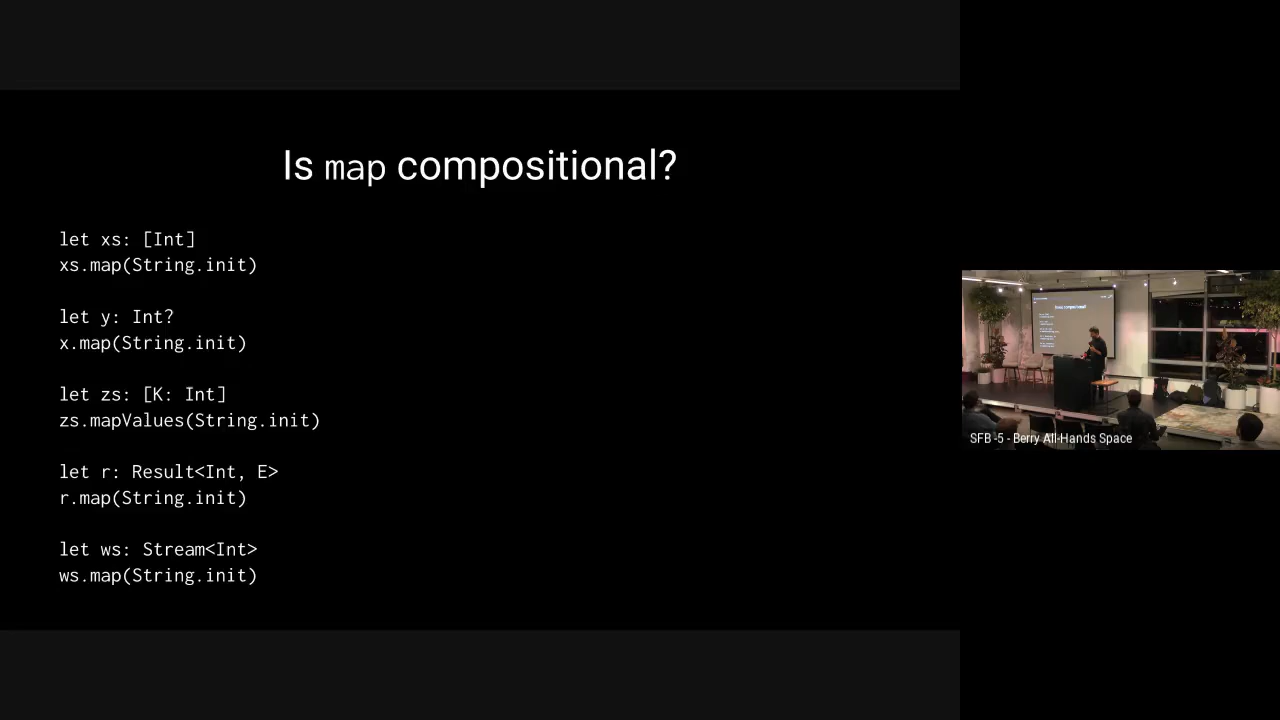 Is map compositional?
let xs: [Int]
xs.map(String.init)
let y: Int?
x.map(String.init)
let zs: [K: Int]
zs.mapValues(String.init)
let r: Result<Int, E>
r.map(String.init)
let ws: Stream<Int>
ws.map(String.init)
SFB -5 - Berry All-Hands Space